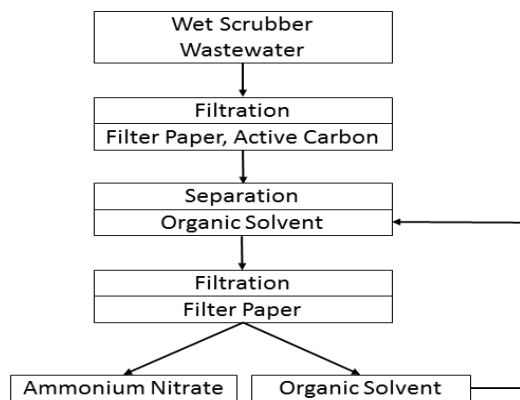 Wet Scrubber
Wastewater
Filtration
Filter Paper, Active Carbon
Separation
Organic Solvent
Filtration
Filter Paper
Ammonium Nitrate
Organic Solvent